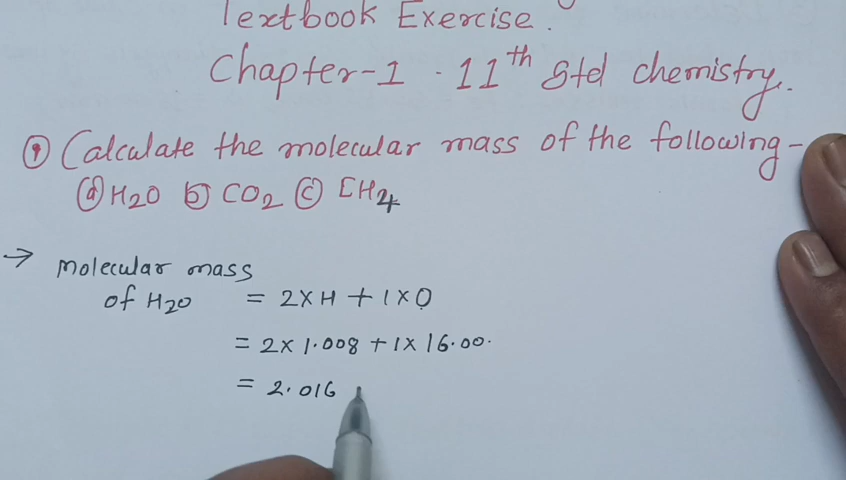 Textbook Exercise.
Chapter-1 . 11th Std chemistry.
① Calculate the molecular mass of the following-
ⓐ H2O ⓑ CO2 ⓒ CH4
→ Molecular mass
of H2O = 2×H + 1×O
= 2×1.008 + 1×16.00.
= 2.016